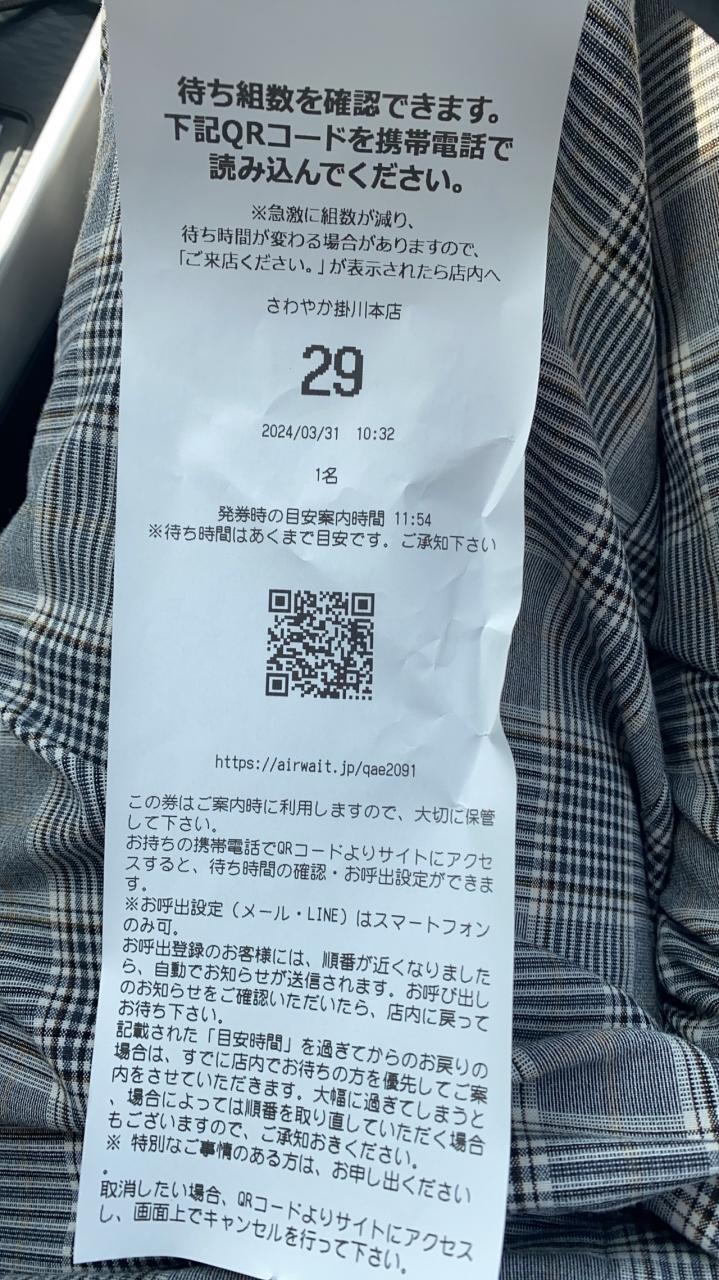 待ち組数を確認できます。
下記QRコードを携帯電話で
読み込んでください。
※急激に組数が減り、
待ち時間が変わる場合がありますので、
「ご来店ください。」が表示されたら店内へ
さわやか掛川本店
29
2024/03/31 10:32
1名
発券時の目安案内時間 11:54
※待ち時間はあくまで目安です。ご承知下さい
https://airwait.jp/qae2091
この券はご案内時に利用しますので、大切に保管
して下さい。
お持ちの携帯電話でQRコードよりサイトにアクセ
スすると、待ち時間の確認・お呼出設定ができま
す。
※お呼出設定（メール・LINE）はスマートフォン
のみ可。
お呼出登録のお客様には、順番が近くなりました
ら、自動でお知らせが送信されます。お呼び出し
のお知らせをご確認いただいたら、店内に戻って
お待ち下さい。
記載された「目安時間」を過ぎてからのお戻りの
場合は、すでに店内でお待ちの方を優先してご案
内をさせていただきます。大幅に過ぎてしまうと
、場合によっては順番を取り直していただく場合
もございますので、ご承知おきください。
※ 特別なご事情のある方は、お申し出ください
。
取消したい場合、QRコードよりサイトにアクセス
し、画面上でキャンセルを行って下さい。